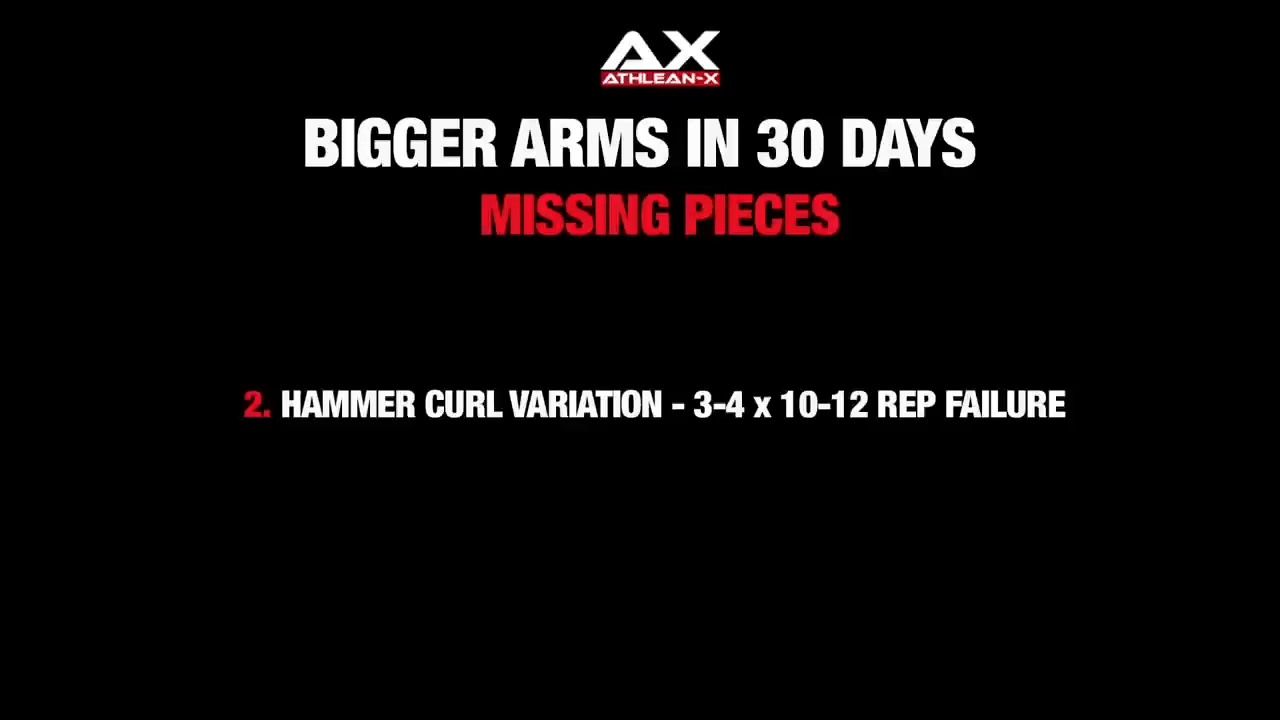 AX
ATHLEAN-X
BIGGER ARMS IN 30 DAYS
MISSING PIECES
2. HAMMER CURL VARIATION - 3-4 x 10-12 REP FAILURE